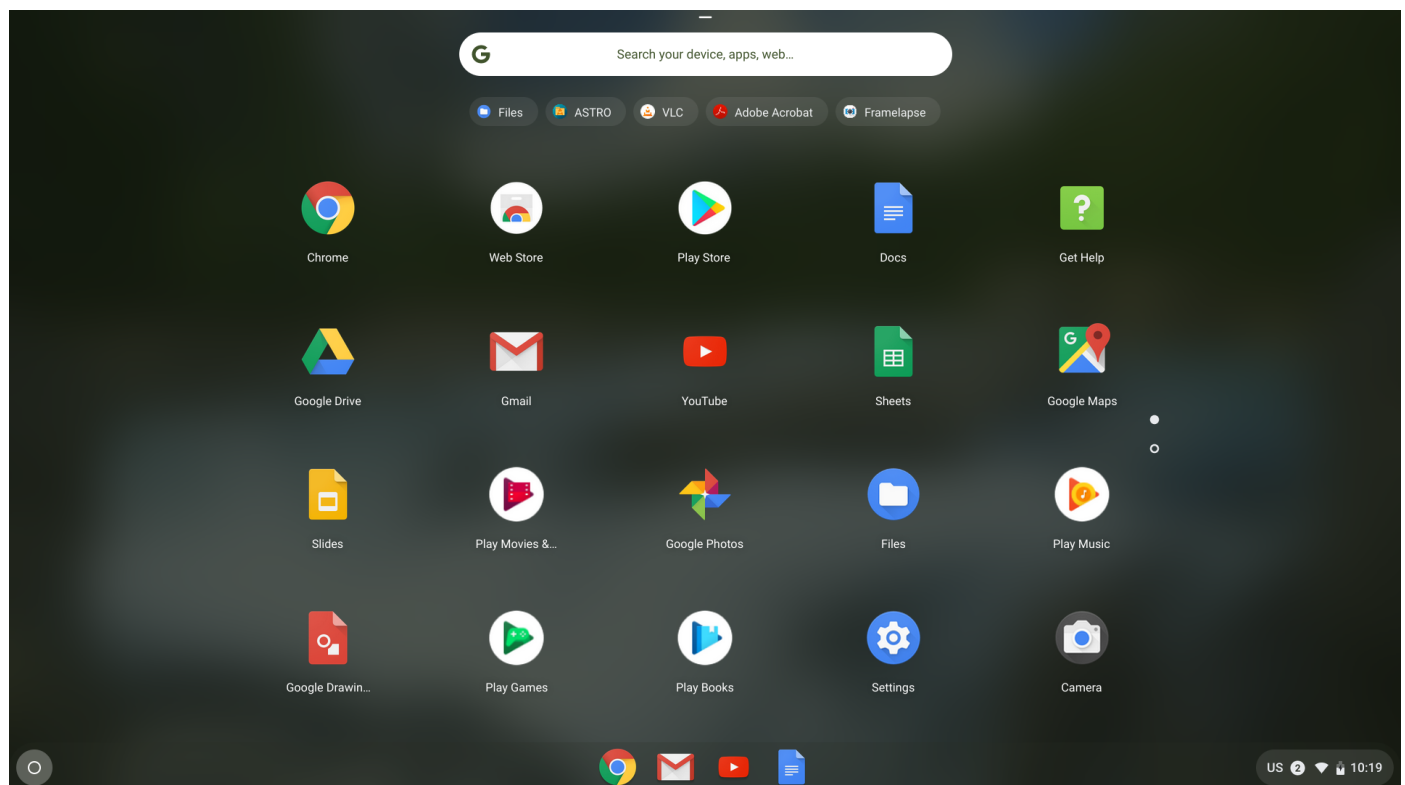 Search your device, apps, web…
Files ASTRO VLC Adobe Acrobat Framelapse
Chrome Web Store Play Store Docs Get Help
Google Drive Gmail YouTube Sheets Google Maps
Slides Play Movies &… Google Photos Files Play Music
Google Drawin… Play Games Play Books Settings Camera
US 2 10:19